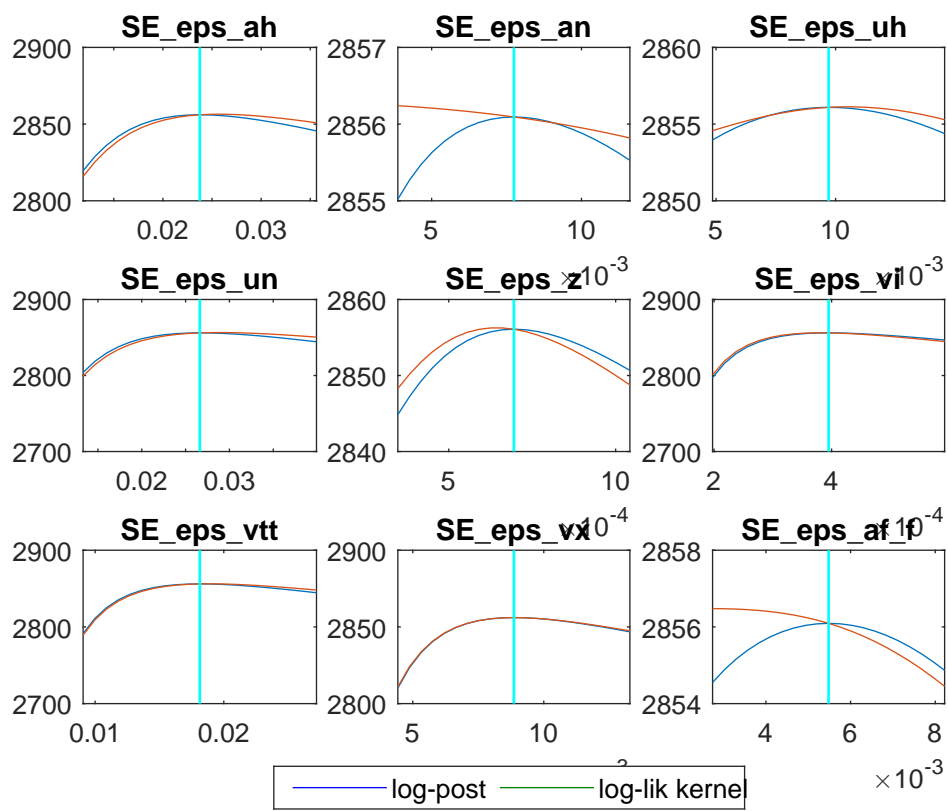 SE_eps_ah SE_eps_an SE_eps_uh
2900 2857 2860
2850 2856 2855
2800 2855 2850
0.02 0.03 5 10 5 10
×10-3 ×10-3
SE_eps_un SE_eps_z SE_eps_vi
2900 2860 2900
2800 2850 2800
2700 2840 2700
0.02 0.03 5 10 2 4
×10-4 ×10-4
SE_eps_vtt SE_eps_vx SE_eps_af_f
2900 2900 2858
2800 2850 2856
2700 2800 2854
0.01 0.02 5 10 4 6 8
×10-3
log-post log-lik kernel